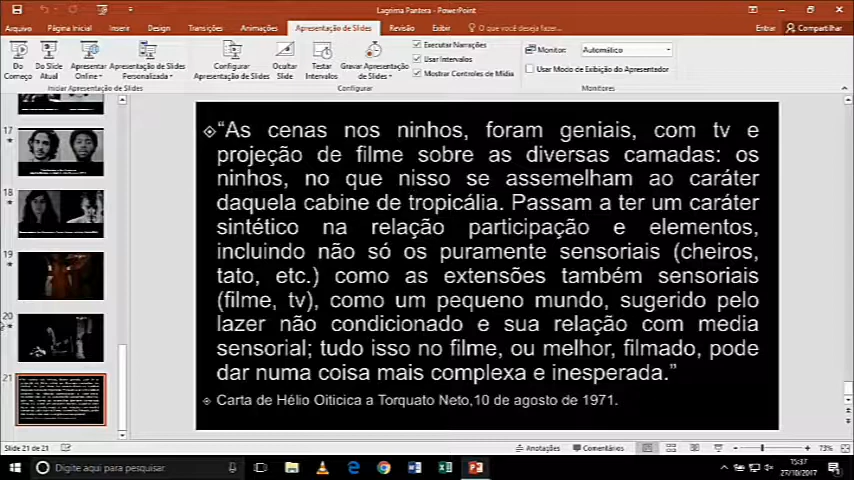 Lagrima Pantera - PowerPoint
Arquivo Página Inicial Insere Design Transições Animações Apresentação de Slides Revisão Exibir O que você deseja fazer... Entrar Compartilhar
Do Começo
Do Slide Atual
Apresentar Online
Apresentação de Slides Personalizada
Configurar Apresentação de Slides
Ocultar Slide
Testar Intervalos
Gravar Apresentação de Slides
Executar Narrações
Usar Intervalos
Mostrar Controles de Mídia
Monitor: Automático
Usar Modo de Exibição do Apresentador
Iniciar Apresentação de Slides Configurar Monitores
17
18
19
20
21
“As cenas nos ninhos, foram geniais, com tv e
projeção de filme sobre as diversas camadas: os
ninhos, no que nisso se assemelham ao caráter
daquela cabine de tropicália. Passam a ter um caráter
sintético na relação participação e elementos,
incluindo não só os puramente sensoriais (cheiros,
tato, etc.) como as extensões também sensoriais
(filme, tv), como um pequeno mundo, sugerido pelo
lazer não condicionado e sua relação com media
sensorial; tudo isso no filme, ou melhor, filmado, pode
dar numa coisa mais complexa e inesperada.”
Carta de Hélio Oiticica a Torquato Neto,10 de agosto de 1971.
Slide 21 de 21 Anotações Comentários 73%
Digite aqui para pesquisar
15:37
27/10/2017